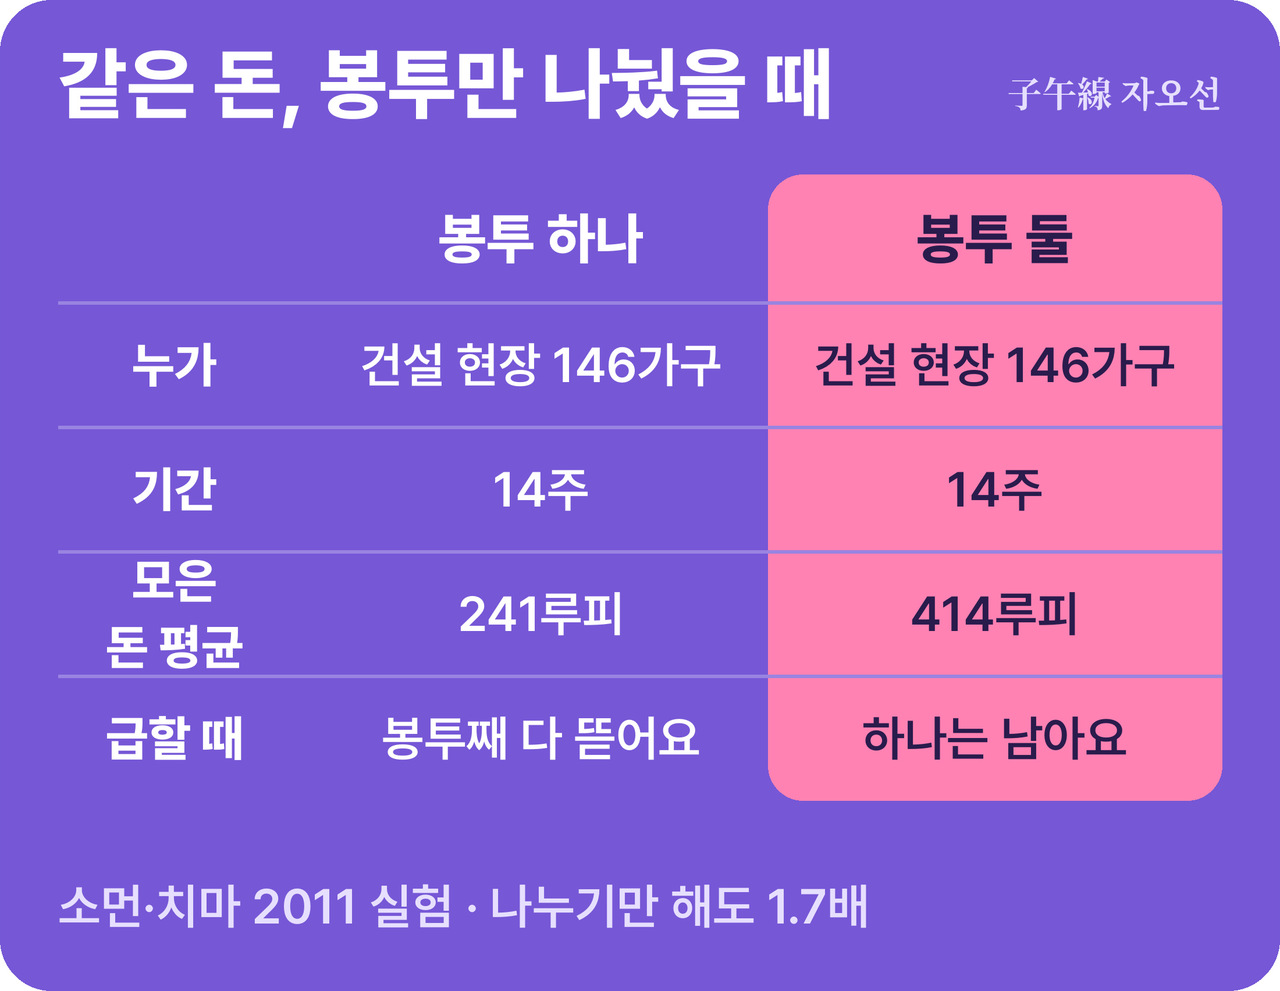 같은 돈, 봉투만 나눴을 때
子午線 자오선
봉투 하나
봉투 둘
누가
건설 현장 146가구
건설 현장 146가구
기간
14주
14주
모은
돈 평균
241루피
414루피
급할 때
봉투째 다 뜯어요
하나는 남아요
소먼·치마 2011 실험 · 나누기만 해도 1.7배